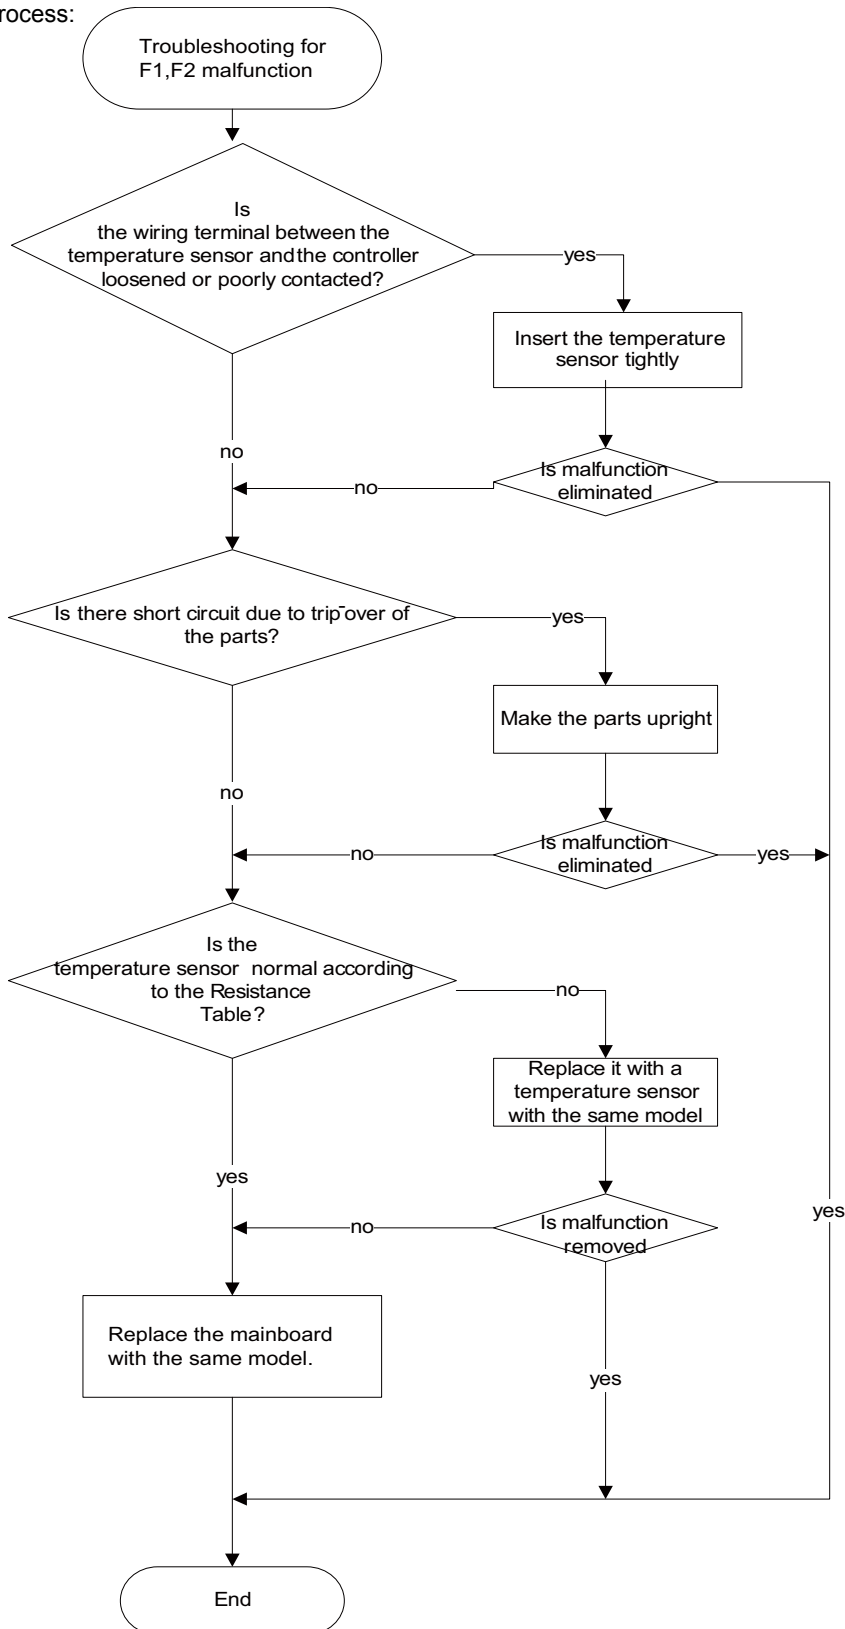 rocess:
Troubleshooting for
F1,F2 malfunction
Is
the wiring terminal between the
temperature sensor and the controller
loosened or poorly contacted?
yes
Insert the temperature
sensor tightly
no
Is malfunction
eliminated
no
Is there short circuit due to trip-over of
the parts?
yes
Make the parts upright
no
Is malfunction
eliminated
no
yes
Is the
temperature sensor normal according
to the Resistance
Table?
no
Replace it with a
temperature sensor
with the same model
yes
Is malfunction
removed
no
yes
Replace the mainboard
with the same model.
yes
End